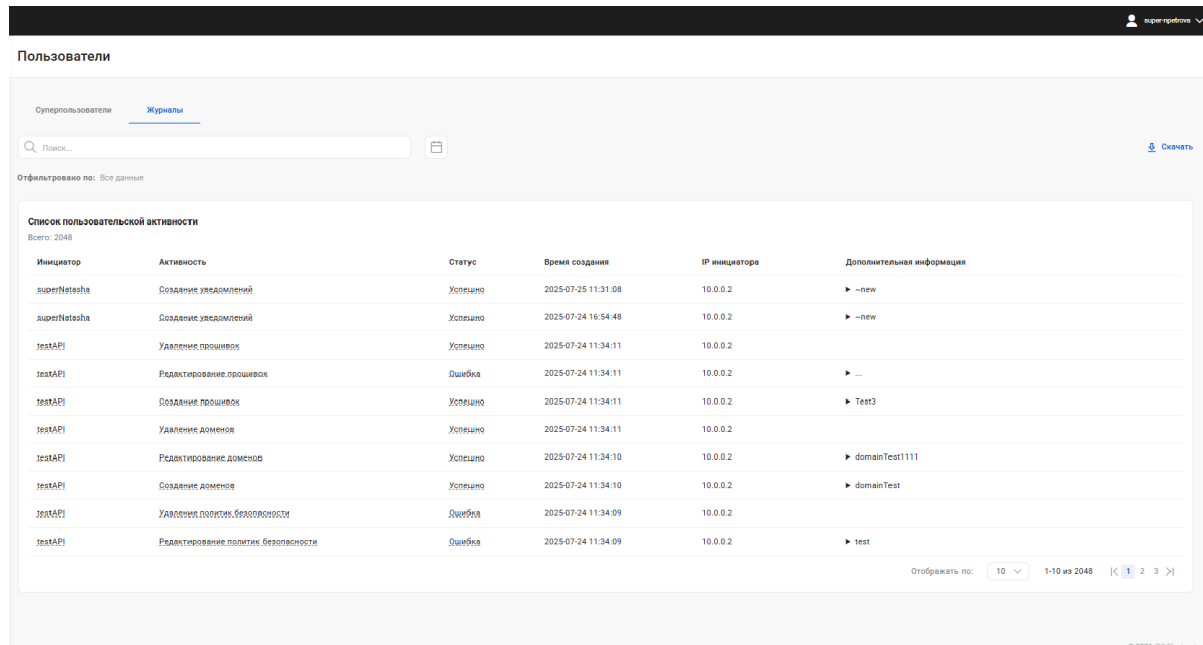 super-npetrova
Пользователи
Суперпользователи Журналы
Поиск...
Скачать
Отфильтровано по: Все данные
Список пользовательской активности
Всего: 2048
Инициатор Активность Статус Время создания IP инициатора Дополнительная информация
superNatasha Создание уведомлений Успешно 2025-07-25 11:31:08 10.0.0.2 ▶ ~new
superNatasha Создание уведомлений Успешно 2025-07-24 16:54:48 10.0.0.2 ▶ ~new
testAPI Удаление прошивок Успешно 2025-07-24 11:34:11 10.0.0.2
testAPI Редактирование прошивок Ошибка 2025-07-24 11:34:11 10.0.0.2 ▶ ...
testAPI Создание прошивок Успешно 2025-07-24 11:34:11 10.0.0.2 ▶ Test3
testAPI Удаление доменов Успешно 2025-07-24 11:34:11 10.0.0.2
testAPI Редактирование доменов Успешно 2025-07-24 11:34:10 10.0.0.2 ▶ domainTest1111
testAPI Создание доменов Успешно 2025-07-24 11:34:10 10.0.0.2 ▶ domainTest
testAPI Удаление политик безопасности Ошибка 2025-07-24 11:34:09 10.0.0.2
testAPI Редактирование политик безопасности Ошибка 2025-07-24 11:34:09 10.0.0.2 ▶ test
Отображать по: 10 1-10 из 2048 1 2 3